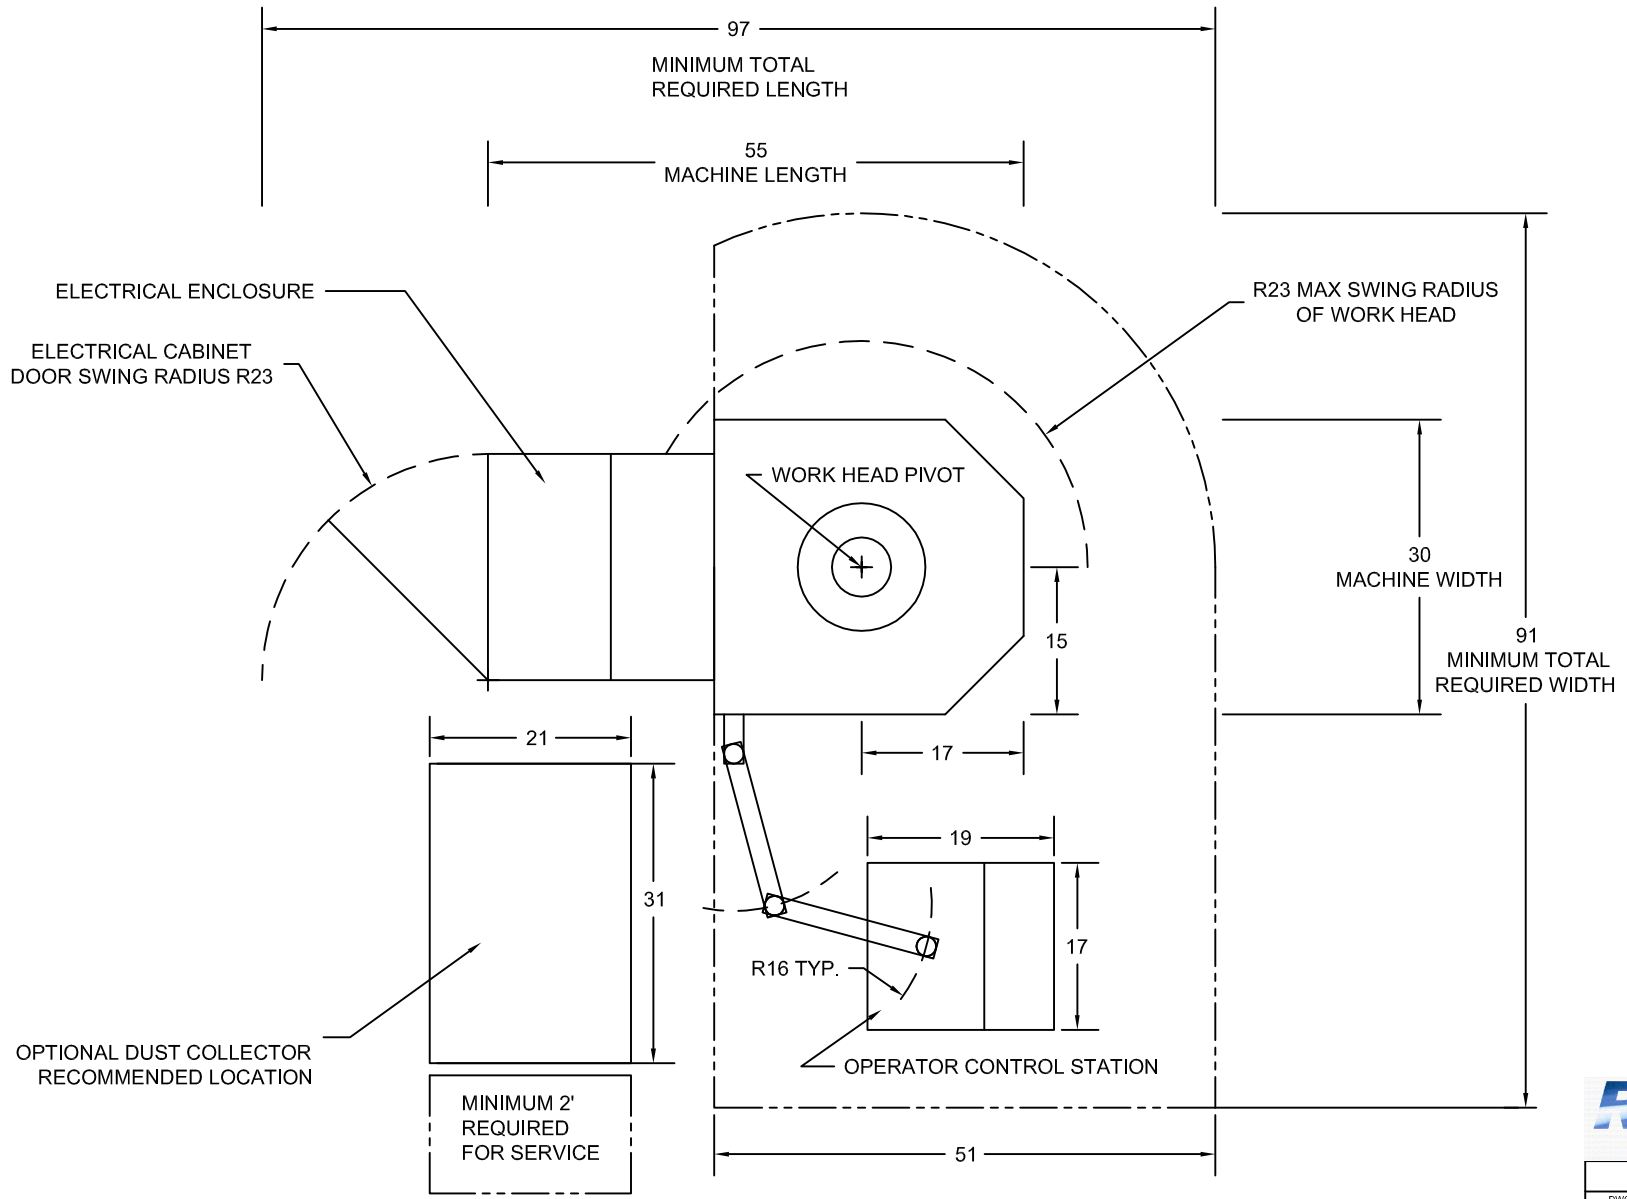 97
MINIMUM TOTAL
REQUIRED LENGTH
55
MACHINE LENGTH
ELECTRICAL ENCLOSURE
R23 MAX SWING RADIUS
OF WORK HEAD
ELECTRICAL CABINET
DOOR SWING RADIUS R23
WORK HEAD PIVOT
30
MACHINE WIDTH
15
91
MINIMUM TOTAL
REQUIRED WIDTH
21
17
19
31
17
R16 TYP.
OPTIONAL DUST COLLECTOR
RECOMMENDED LOCATION
OPERATOR CONTROL STATION
MINIMUM 2'
REQUIRED
FOR SERVICE
51